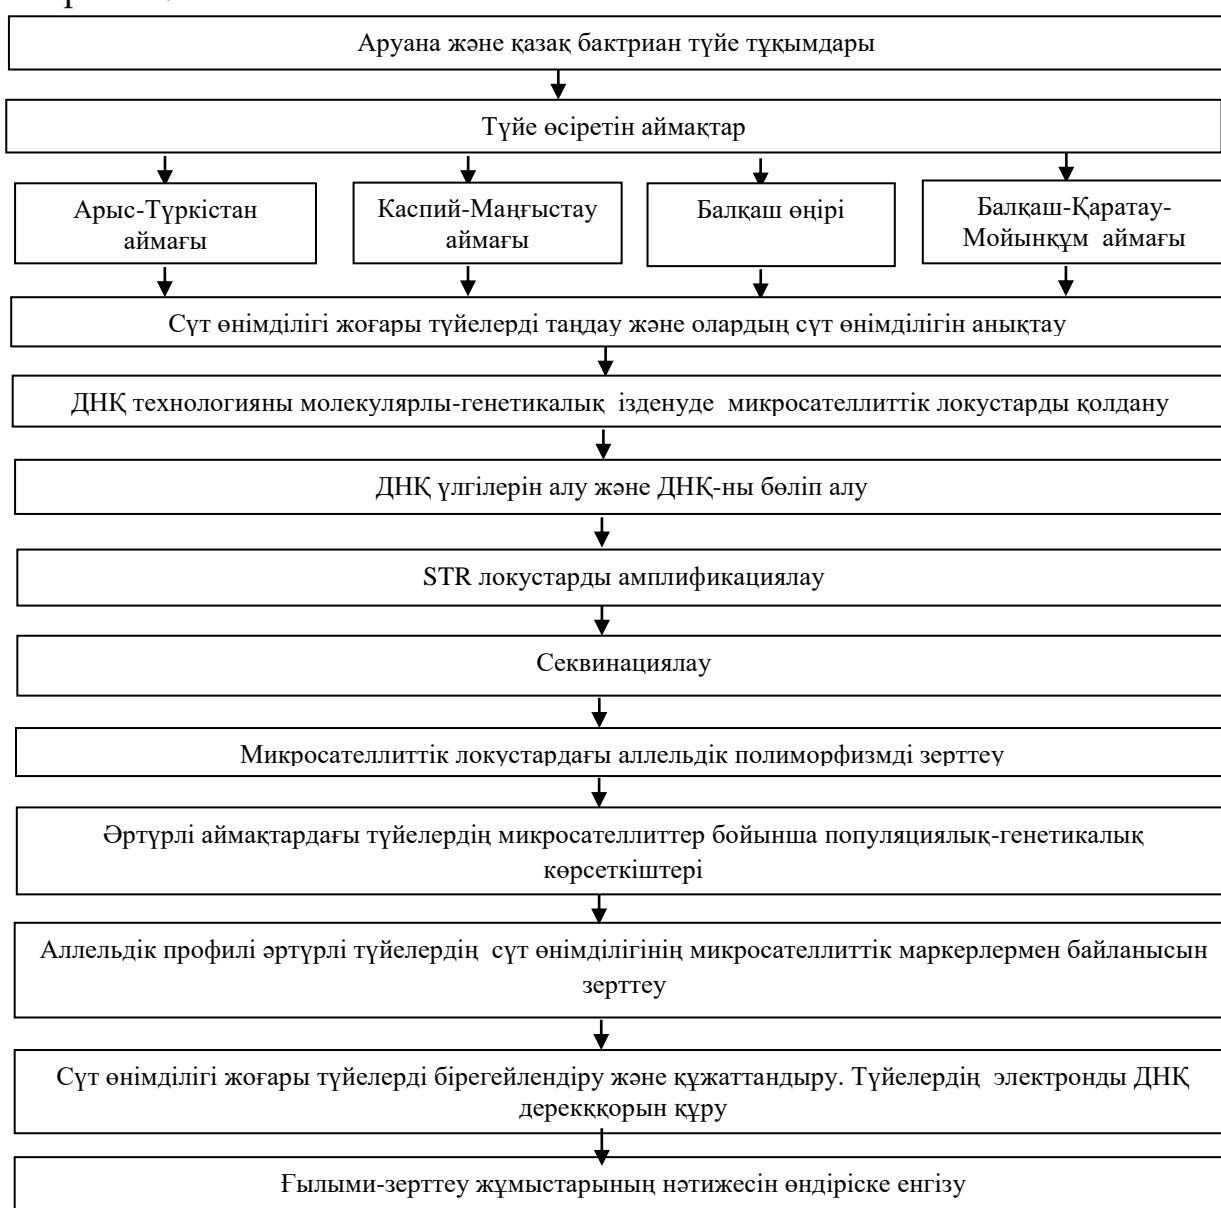 Аруана және қазақ бактриан түйе тұқымдары
Түйе өсіретін аймақтар
Арыс-Түркістан
аймағы
Каспий-Маңғыстау
аймағы
Балқаш өңірі
Балқаш-Қаратау-
Мойынқұм аймағы
Сүт өнімділігі жоғары түйелерді таңдау және олардың сүт өнімділігін анықтау
ДНҚ технологияны молекулярлы-генетикалық ізденуде микросателлиттік локустарды қолдану
ДНҚ үлгілерін алу және ДНҚ-ны бөліп алу
STR локустарды амплификациялау
Секвинациялау
Микросателлиттік локустардағы аллельдік полиморфизмді зерттеу
Әртүрлі аймақтардағы түйелердің микросателлиттер бойынша популяциялық-генетикалық
көрсеткіштері
Аллельдік профилі әртүрлі түйелердің сүт өнімділігінің микросателлиттік маркерлермен байланысын
зерттеу
Сүт өнімділігі жоғары түйелерді бірегейлендіру және құжаттандыру. Түйелердің электронды ДНҚ
дерекққорын құру
Ғылыми-зерттеу жұмыстарының нәтижесін өндіріске енгізу